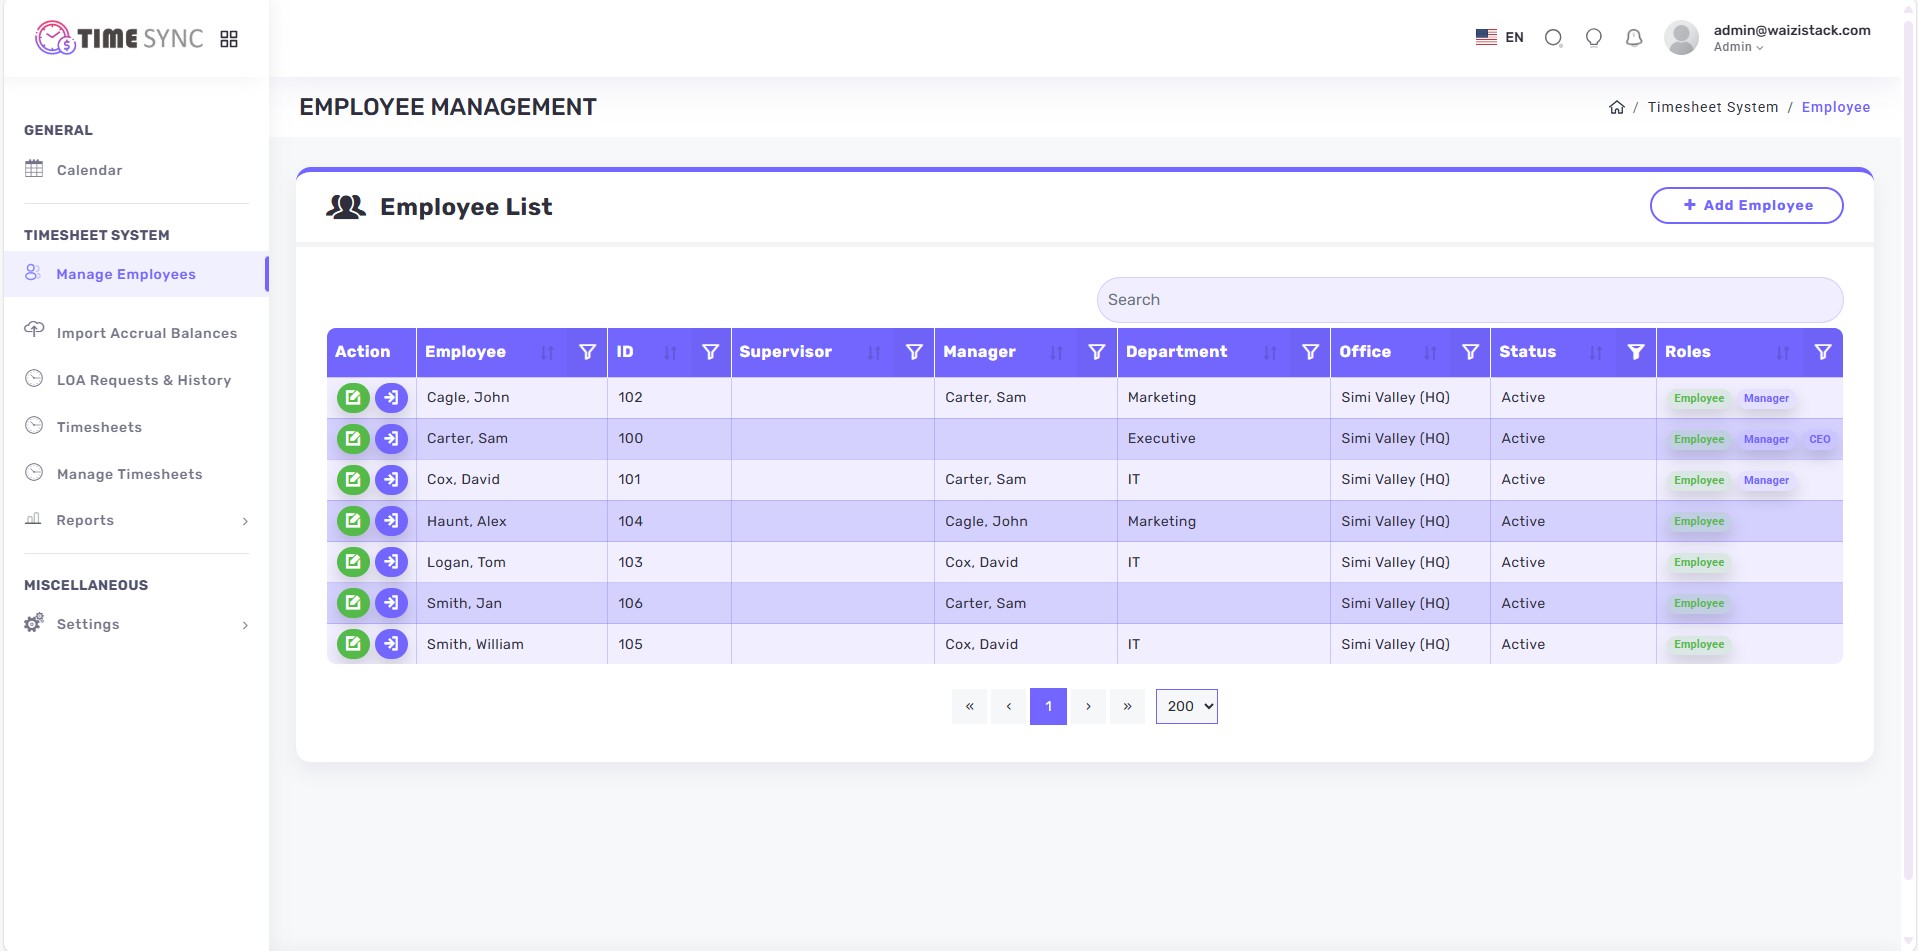 TIME SYNC
EN
admin@waizistack.com
Admin
EMPLOYEE MANAGEMENT
/ Timesheet System / Employee
GENERAL
Calendar
TIMESHEET SYSTEM
Manage Employees
Import Accrual Balances
LOA Requests & History
Timesheets
Manage Timesheets
Reports
MISCELLANEOUS
Settings
Employee List
+ Add Employee
Search
Action Employee ID Supervisor Manager Department Office Status Roles
Cagle, John 102 Carter, Sam Marketing Simi Valley (HQ) Active Employee Manager
Carter, Sam 100 Executive Simi Valley (HQ) Active Employee Manager CEO
Cox, David 101 Carter, Sam IT Simi Valley (HQ) Active Employee Manager
Haunt, Alex 104 Cagle, John Marketing Simi Valley (HQ) Active Employee
Logan, Tom 103 Cox, David IT Simi Valley (HQ) Active Employee
Smith, Jan 106 Carter, Sam Simi Valley (HQ) Active Employee
Smith, William 105 Cox, David IT Simi Valley (HQ) Active Employee
« ‹ 1 › » 200